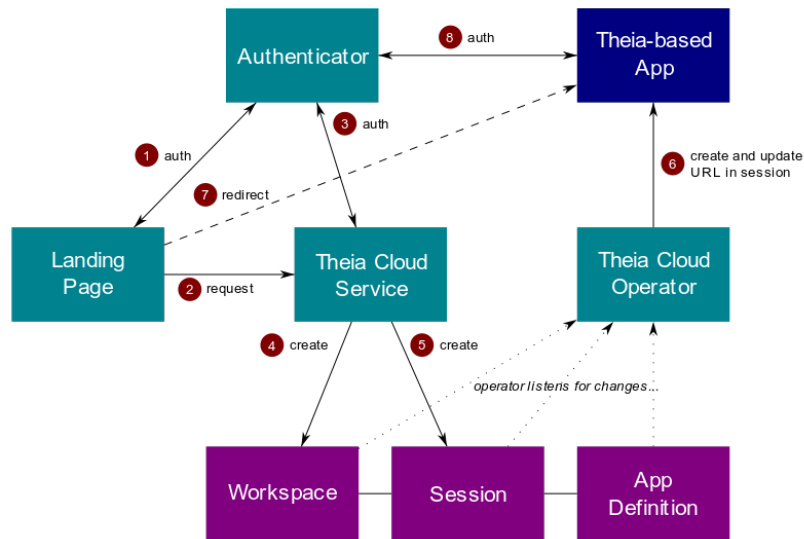 8 auth
Authenticator
Theia-based
App
3 auth
1 auth
6 create and update
URL in session
7 redirect
Landing
Page
2 request
Theia Cloud
Service
Theia Cloud
Operator
4 create
5 create
operator listens for changes...
Workspace
Session
App
Definition